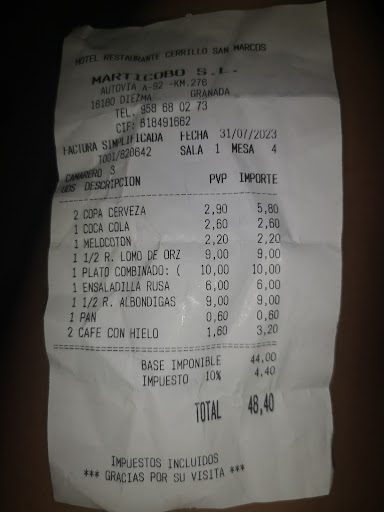 HOTEL RESTAURANTE CERRILLO SAN MARCOS
MARTICOBO S.L.
AUTOVIA A-92 -KM.276
18180 DIEZMA GRANADA
TEL. 958 68 02 73
CIF: B18491662
FACTURA SIMPLIFICADA FECHA 31/07/2023
T001/820642 SALA 1 MESA 4
CAMARERO 3
UDS DESCRIPCION PVP IMPORTE
2 COPA CERVEZA 2,90 5,80
1 COCA COLA 2,60 2,60
1 MELOCOTON 2,20 2,20
1 1/2 R. LOMO DE ORZ 9,00 9,00
1 PLATO COMBINADO: ( 10,00 10,00
1 ENSALADILLA RUSA 6,00 6,00
1 1/2 R. ALBONDIGAS 9,00 9,00
1 PAN 0,60 0,60
2 CAFE CON HIELO 1,60 3,20
BASE IMPONIBLE 44,00
IMPUESTO 10% 4,40
TOTAL 48,40
IMPUESTOS INCLUIDOS
*** GRACIAS POR SU VISITA ***